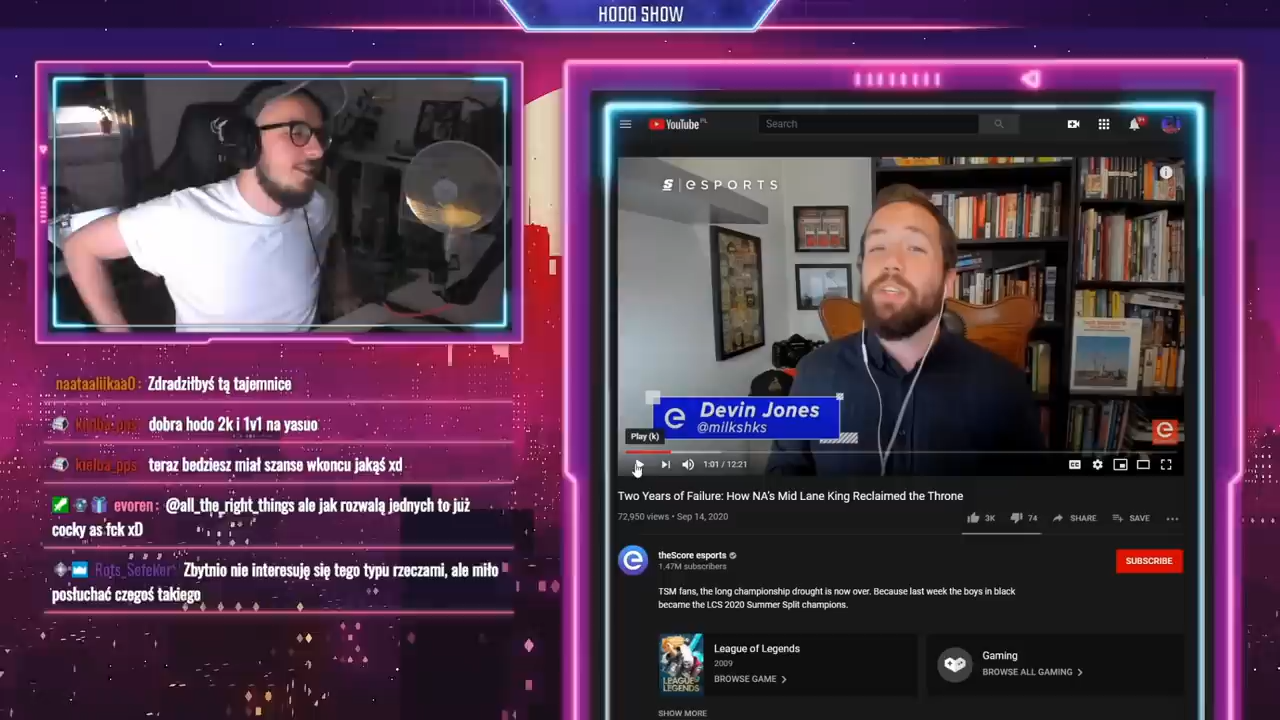 HODO SHOW
YouTube PL
Search
eSPORTS
Devin Jones
@milkshks
Play (k)
1:01 / 12:21
Two Years of Failure: How NA's Mid Lane King Reclaimed the Throne
72,950 views • Sep 14, 2020
3K
74
SHARE
SAVE
theScore esports
1.47M subscribers
SUBSCRIBE
TSM fans, the long championship drought is now over. Because last week the boys in black
became the LCS 2020 Summer Split champions.
LEAGUE
LEGENDS
League of Legends
2009
BROWSE GAME
Gaming
BROWSE ALL GAMING
SHOW MORE
naataaliikaa0: Zdradziłbyś tą tajemnice
kielba_pps dobra hodo 2k i 1v1 na yasuo
kielba_pps teraz bedziesz miał szanse wkoncu jakąś xd
evoren: @all_the_right_things ale jak rozwalą jednych to już
cocky as fck xD
Zbytnio nie interesuję się tego typu rzeczami, ale miło
posłuchać czegoś takiego